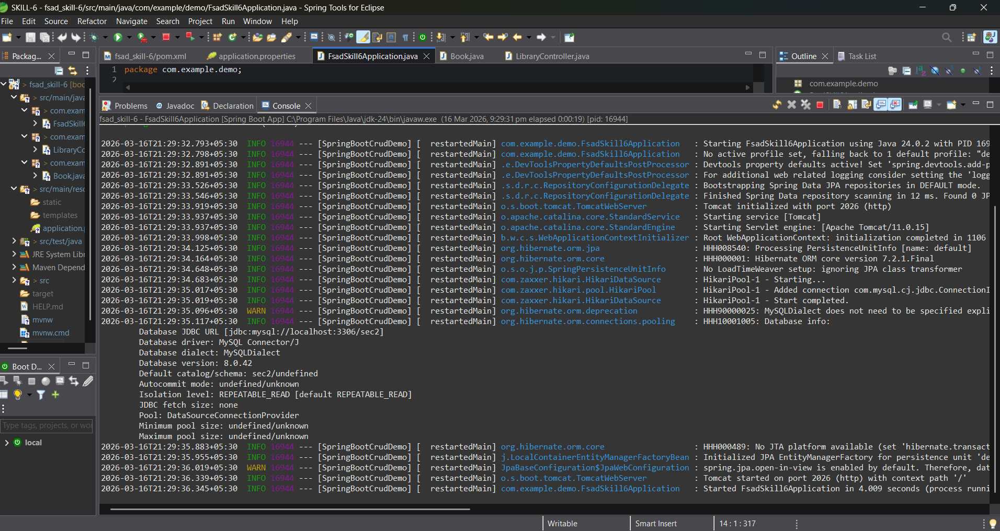 SKILL-6 - fsad_skill-6/src/main/java/com/example/demo/FsadSkill6Application.java - Spring Tools for Eclipse
File Edit Source Refactor Navigate Search Project Run Window Help
Packag...
fsad_skill-6/pom.xml application.properties FsadSkill6Application.java Book.java LibraryController.java
Outline Task List
1 package com.example.demo;
2
com.example.demo
> fsad_skill-6 [boo
> src/main/java
> com.exam
FsadSkill6
> com.exam
LibraryCo
> com.exam
Book.java
> src/main/reso
static
templates
application.
> src/test/java
JRE System Libr
Maven Depend
> src
target
HELP.md
mvnw
mvnw.cmd
Boot D...
Type tags, projects, or wor
local
Problems Javadoc Declaration Console
fsad_skill-6 - FsadSkill6Application [Spring Boot App] C:\Program Files\Java\jdk-24\bin\javaw.exe (16 Mar 2026, 9:29:31 pm elapsed 0:00:19) [pid: 16944]
2026-03-16T21:29:32.793+05:30 INFO 16944 --- [SpringBootCrudDemo] [ restartedMain] com.example.demo.FsadSkill6Application : Starting FsadSkill6Application using Java 24.0.2 with PID 169
2026-03-16T21:29:32.798+05:30 INFO 16944 --- [SpringBootCrudDemo] [ restartedMain] com.example.demo.FsadSkill6Application : No active profile set, falling back to 1 default profile: "de
2026-03-16T21:29:32.891+05:30 INFO 16944 --- [SpringBootCrudDemo] [ restartedMain] .e.DevToolsPropertyDefaultsPostProcessor : Devtools property defaults active! Set 'spring.devtools.add-p
2026-03-16T21:29:32.891+05:30 INFO 16944 --- [SpringBootCrudDemo] [ restartedMain] .e.DevToolsPropertyDefaultsPostProcessor : For additional web related logging consider setting the 'logg
2026-03-16T21:29:33.526+05:30 INFO 16944 --- [SpringBootCrudDemo] [ restartedMain] .s.d.r.c.RepositoryConfigurationDelegate : Bootstrapping Spring Data JPA repositories in DEFAULT mode.
2026-03-16T21:29:33.546+05:30 INFO 16944 --- [SpringBootCrudDemo] [ restartedMain] .s.d.r.c.RepositoryConfigurationDelegate : Finished Spring Data repository scanning in 12 ms. Found 0 JP
2026-03-16T21:29:33.919+05:30 INFO 16944 --- [SpringBootCrudDemo] [ restartedMain] o.s.boot.tomcat.TomcatWebServer : Tomcat initialized with port 2026 (http)
2026-03-16T21:29:33.937+05:30 INFO 16944 --- [SpringBootCrudDemo] [ restartedMain] o.apache.catalina.core.StandardService : Starting service [Tomcat]
2026-03-16T21:29:33.937+05:30 INFO 16944 --- [SpringBootCrudDemo] [ restartedMain] o.apache.catalina.core.StandardEngine : Starting Servlet engine: [Apache Tomcat/11.0.15]
2026-03-16T21:29:33.998+05:30 INFO 16944 --- [SpringBootCrudDemo] [ restartedMain] b.w.c.s.WebApplicationContextInitializer : Root WebApplicationContext: initialization completed in 1106
2026-03-16T21:29:34.125+05:30 INFO 16944 --- [SpringBootCrudDemo] [ restartedMain] org.hibernate.orm.jpa : HHH008540: Processing PersistenceUnitInfo [name: default]
2026-03-16T21:29:34.164+05:30 INFO 16944 --- [SpringBootCrudDemo] [ restartedMain] org.hibernate.orm.core : HHH000001: Hibernate ORM core version 7.2.1.Final
2026-03-16T21:29:34.648+05:30 INFO 16944 --- [SpringBootCrudDemo] [ restartedMain] o.s.o.j.p.SpringPersistenceUnitInfo : No LoadTimeWeaver setup: ignoring JPA class transformer
2026-03-16T21:29:34.683+05:30 INFO 16944 --- [SpringBootCrudDemo] [ restartedMain] com.zaxxer.hikari.HikariDataSource : HikariPool-1 - Starting...
2026-03-16T21:29:35.017+05:30 INFO 16944 --- [SpringBootCrudDemo] [ restartedMain] com.zaxxer.hikari.pool.HikariPool : HikariPool-1 - Added connection com.mysql.cj.jdbc.ConnectionI
2026-03-16T21:29:35.019+05:30 INFO 16944 --- [SpringBootCrudDemo] [ restartedMain] com.zaxxer.hikari.HikariDataSource : HikariPool-1 - Start completed.
2026-03-16T21:29:35.096+05:30 WARN 16944 --- [SpringBootCrudDemo] [ restartedMain] org.hibernate.orm.deprecation : HHH90000025: MySQLDialect does not need to be specified expli
2026-03-16T21:29:35.117+05:30 INFO 16944 --- [SpringBootCrudDemo] [ restartedMain] org.hibernate.orm.connections.pooling : HHH10001005: Database info:
Database JDBC URL [jdbc:mysql://localhost:3306/sec2]
Database driver: MySQL Connector/J
Database dialect: MySQLDialect
Database version: 8.0.42
Default catalog/schema: sec2/undefined
Autocommit mode: undefined/unknown
Isolation level: REPEATABLE_READ [default REPEATABLE_READ]
JDBC fetch size: none
Pool: DataSourceConnectionProvider
Minimum pool size: undefined/unknown
Maximum pool size: undefined/unknown
2026-03-16T21:29:35.883+05:30 INFO 16944 --- [SpringBootCrudDemo] [ restartedMain] org.hibernate.orm.core : HHH000489: No JTA platform available (set 'hibernate.transact
2026-03-16T21:29:35.955+05:30 INFO 16944 --- [SpringBootCrudDemo] [ restartedMain] j.LocalContainerEntityManagerFactoryBean : Initialized JPA EntityManagerFactory for persistence unit 'de
2026-03-16T21:29:36.019+05:30 WARN 16944 --- [SpringBootCrudDemo] [ restartedMain] JpaBaseConfiguration$JpaWebConfiguration : spring.jpa.open-in-view is enabled by default. Therefore, dat
2026-03-16T21:29:36.339+05:30 INFO 16944 --- [SpringBootCrudDemo] [ restartedMain] o.s.boot.tomcat.TomcatWebServer : Tomcat started on port 2026 (http) with context path '/'
2026-03-16T21:29:36.345+05:30 INFO 16944 --- [SpringBootCrudDemo] [ restartedMain] com.example.demo.FsadSkill6Application : Started FsadSkill6Application in 4.009 seconds (process runni
Writable Smart Insert 14 : 1 : 317